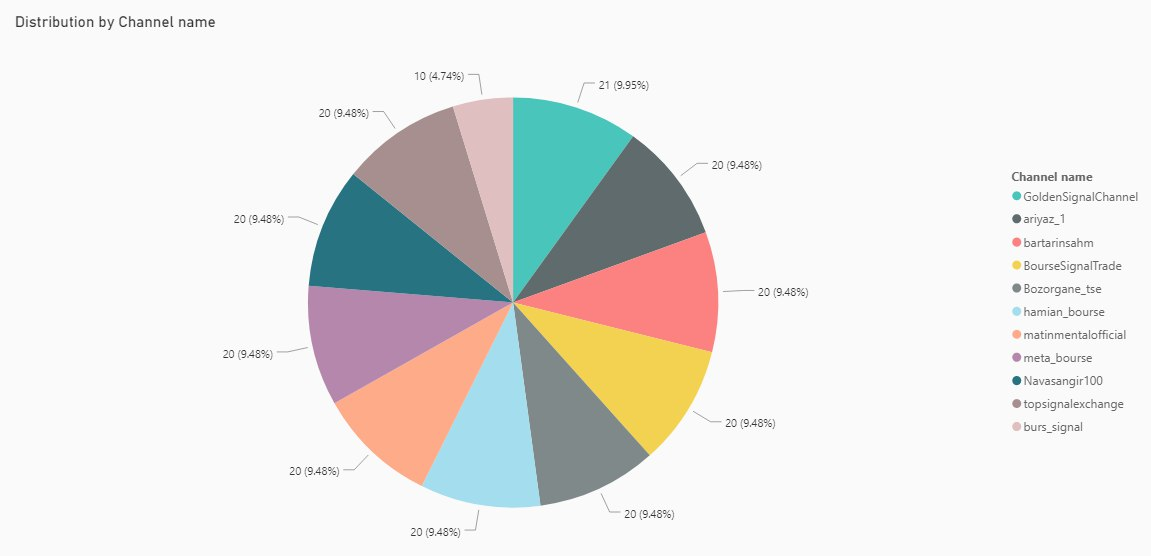 Distribution by Channel name
10 (4.74%)
21 (9.95%)
20 (9.48%)
20 (9.48%)
20 (9.48%)
20 (9.48%)
20 (9.48%)
20 (9.48%)
20 (9.48%)
20 (9.48%)
20 (9.48%)
Channel name
GoldenSignalChannel
ariyaz_1
bartarinsahm
BourseSignalTrade
Bozorgane_tse
hamian_bourse
matinmentalofficial
meta_bourse
Navasangir100
topsignalexchange
burs_signal